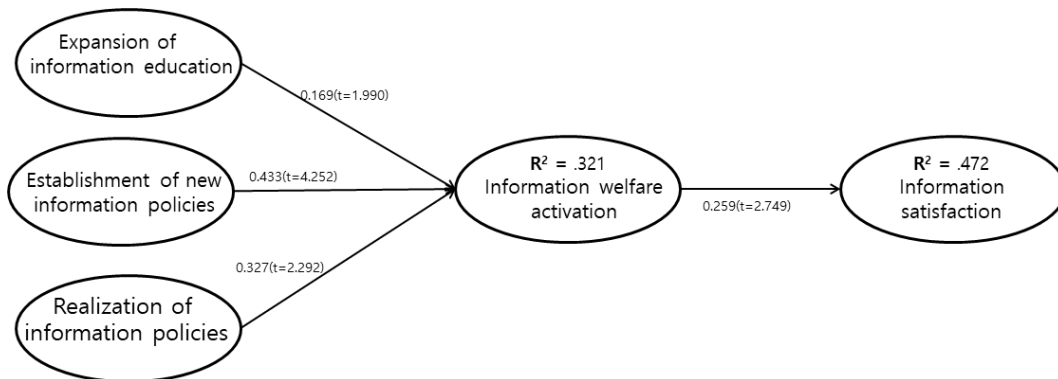 Expansion of
information education
0.169(t=1.990)
Establishment of new
information policies
0.433(t=4.252)
Realization of
information policies
0.327(t=2.292)
R² = .321
Information welfare
activation
0.259(t=2.749)
R² = .472
Information
satisfaction